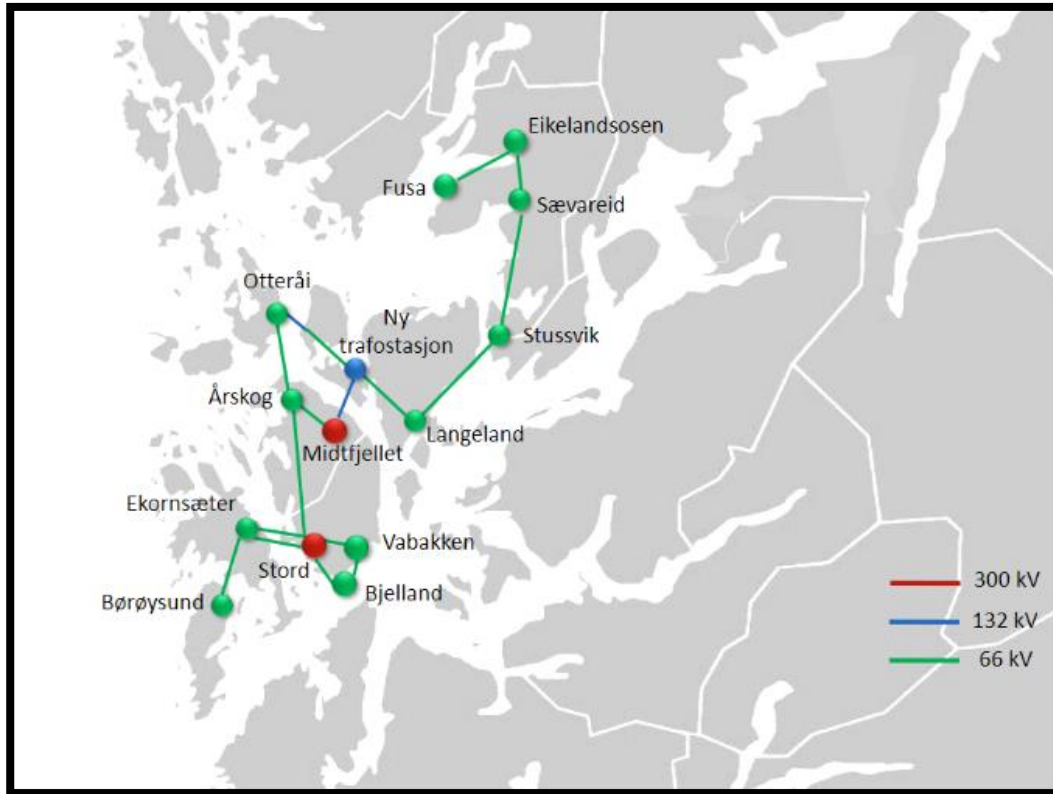 Eikelandsosen
Fusa
Sævareid
Otteråi
Ny
trafostasjon
Stussvik
Årskog
Langeland
Midtfjellet
Ekornsæter
Vabakken
Stord
Bjelland
Børøysund
300 kV
132 kV
66 kV